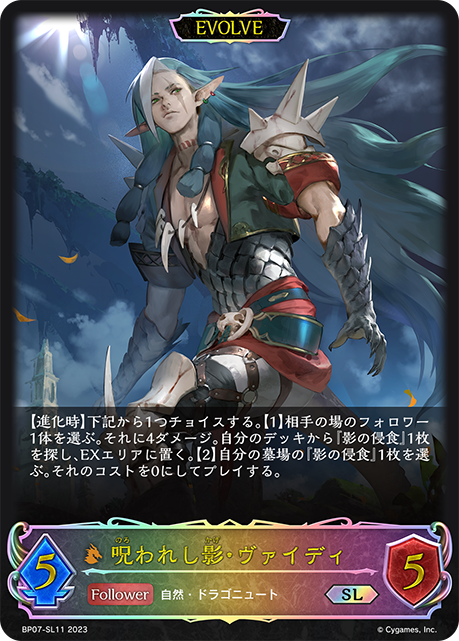 EVOLVE
【進化時】下記から1つチョイスする。【1】相手の場のフォロワー
1体を選ぶ。それに4ダメージ。自分のデッキから『影の侵食』1枚
を探し、EXエリアに置く。【2】自分の墓場の『影の侵食』1枚を選
ぶ。それのコストを0にしてプレイする。
のろ かげ
呪われし影・ヴァイディ
5
5
Follower 自然・ドラゴニュート SL
BP07-SL11 2023 © Cygames, Inc.